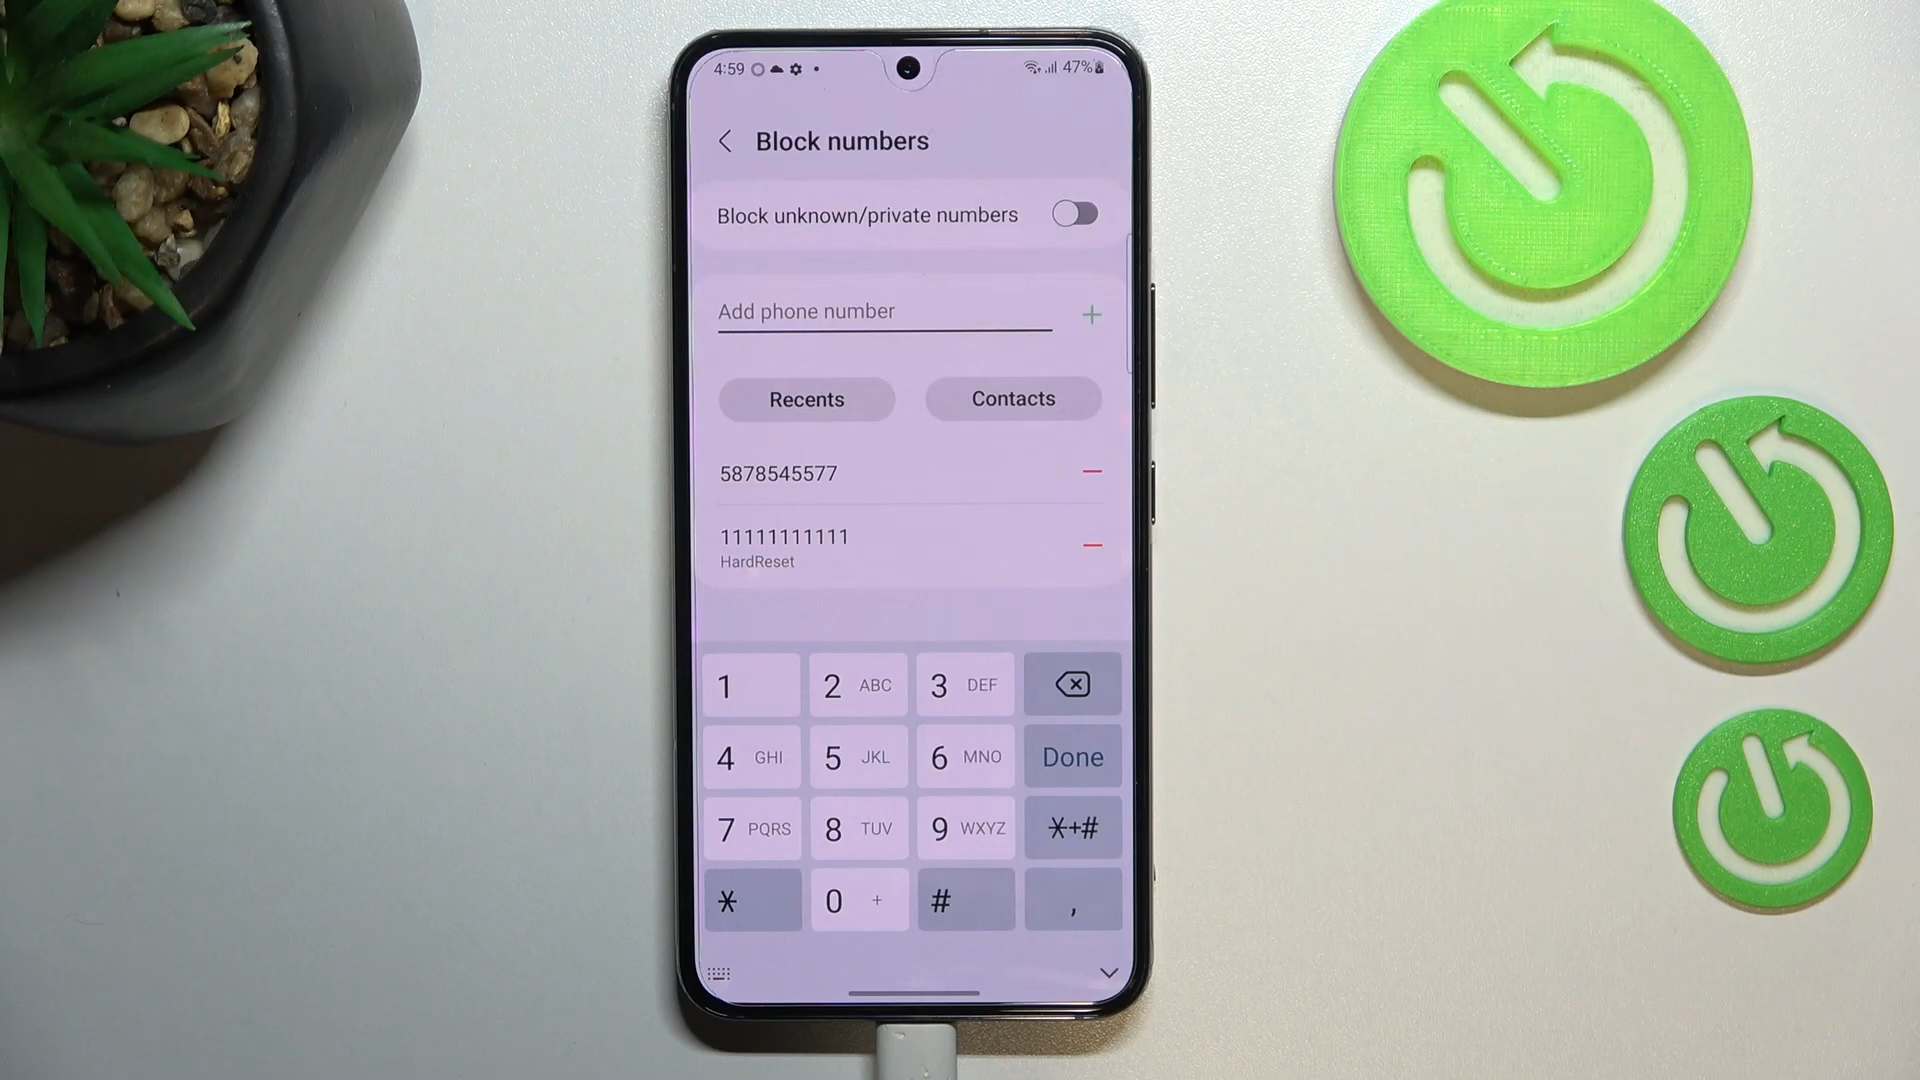 4:59 47%
Block numbers
Block unknown/private numbers
Add phone number +
Recents Contacts
5878545577
11111111111
HardReset
1 2 ABC 3 DEF
4 GHI 5 JKL 6 MNO Done
7 PQRS 8 TUV 9 WXYZ *+#
* 0 + # ,